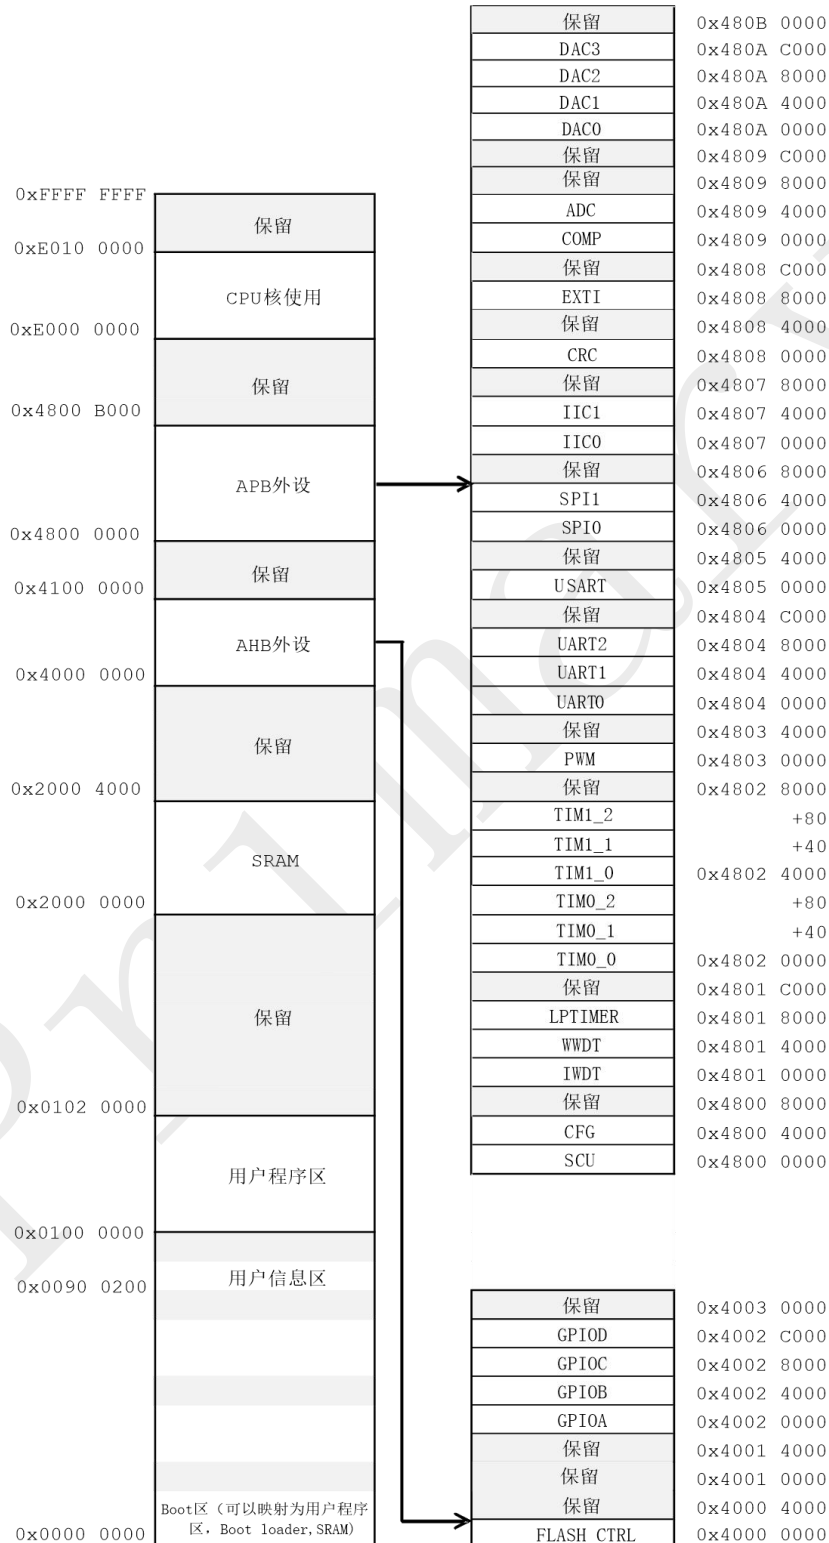 0xFFFF FFFF
保留
0xE010 0000
CPU核使用
0xE000 0000
保留
0x4800 B000
APB外设
0x4800 0000
保留
0x4100 0000
AHB外设
0x4000 0000
保留
0x2000 4000
SRAM
0x2000 0000
保留
0x0102 0000
用户程序区
0x0100 0000
用户信息区
0x0090 0200
Boot区（可以映射为用户程序
区，Boot loader,SRAM)
0x0000 0000
保留 0x480B 0000
DAC3 0x480A C000
DAC2 0x480A 8000
DAC1 0x480A 4000
DAC0 0x480A 0000
保留 0x4809 C000
保留 0x4809 8000
ADC 0x4809 4000
COMP 0x4809 0000
保留 0x4808 C000
EXTI 0x4808 8000
保留 0x4808 4000
CRC 0x4808 0000
保留 0x4807 8000
IIC1 0x4807 4000
IIC0 0x4807 0000
保留 0x4806 8000
SPI1 0x4806 4000
SPI0 0x4806 0000
保留 0x4805 4000
USART 0x4805 0000
保留 0x4804 C000
UART2 0x4804 8000
UART1 0x4804 4000
UART0 0x4804 0000
保留 0x4803 4000
PWM 0x4803 0000
保留 0x4802 8000
TIM1_2 +80
TIM1_1 +40
TIM1_0 0x4802 4000
TIM0_2 +80
TIM0_1 +40
TIM0_0 0x4802 0000
保留 0x4801 C000
LPTIMER 0x4801 8000
WWDT 0x4801 4000
IWDT 0x4801 0000
保留 0x4800 8000
CFG 0x4800 4000
SCU 0x4800 0000
保留 0x4003 0000
GPIOD 0x4002 C000
GPIOC 0x4002 8000
GPIOB 0x4002 4000
GPIOA 0x4002 0000
保留 0x4001 4000
保留 0x4001 0000
保留 0x4000 4000
FLASH CTRL 0x4000 0000
Primary